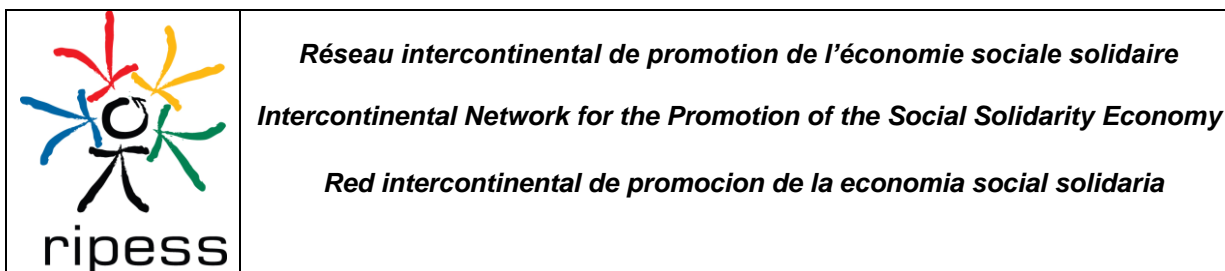 Réseau intercontinental de promotion de l'économie sociale solidaire
Intercontinental Network for the Promotion of the Social Solidarity Economy
Red intercontinental de promocion de la economia social solidaria
ripess